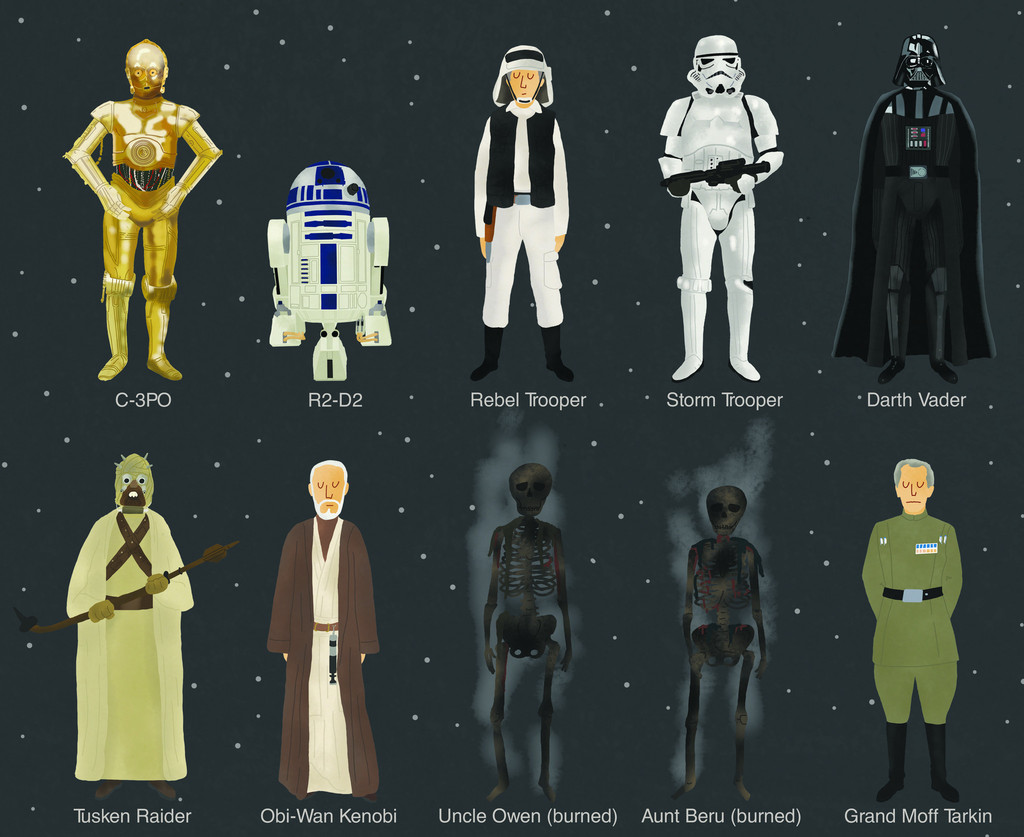 C-3PO
R2-D2
Rebel Trooper
Storm Trooper
Darth Vader
Tusken Raider
Obi-Wan Kenobi
Uncle Owen (burned)
Aunt Beru (burned)
Grand Moff Tarkin